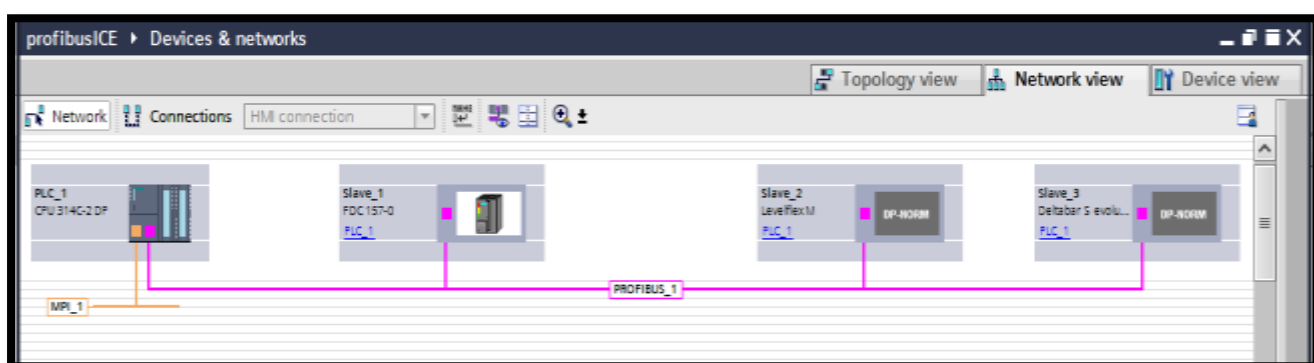 profibusICE ▸ Devices & networks
Topology view
Network view
Device view
Network
Connections
HMI connection
PLC_1
CPU 314C-2 DP
Slave_1
FDC 157-0
PLC_1
Slave_2
Levelflex M
PLC_1
DP-NORM
Slave_3
Deltabar S evolu...
PLC_1
DP-NORM
PROFIBUS_1
MPI_1